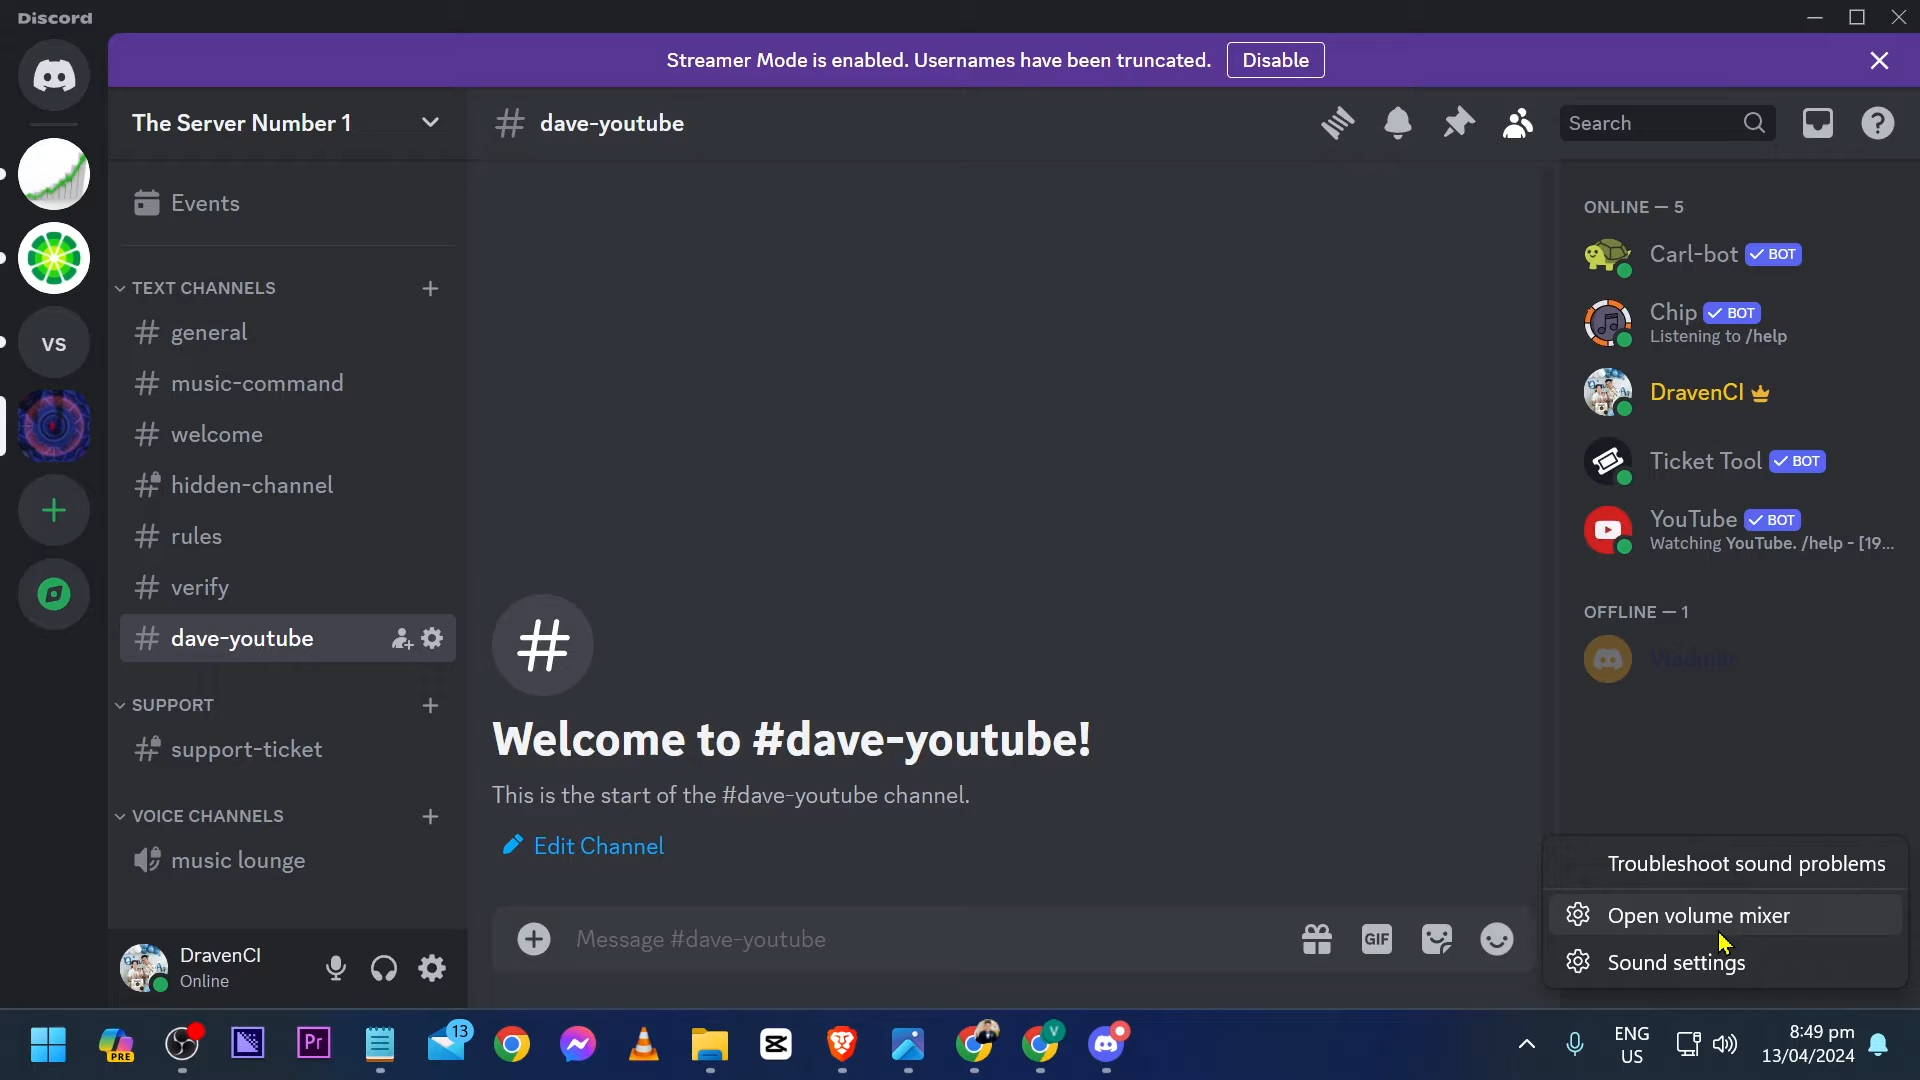 Discord
Streamer Mode is enabled. Usernames have been truncated.
Disable
The Server Number 1
dave-youtube
Search
Events
TEXT CHANNELS
general
music-command
welcome
hidden-channel
rules
verify
dave-youtube
SUPPORT
support-ticket
VOICE CHANNELS
music lounge
VS
DravenCl
Online
Welcome to #dave-youtube!
This is the start of the #dave-youtube channel.
Edit Channel
Message #dave-youtube
GIF
ONLINE — 5
Carl-bot BOT
Chip BOT
Listening to /help
DravenCl
Ticket Tool BOT
YouTube BOT
Watching YouTube. /help - [19...
OFFLINE — 1
Troubleshoot sound problems
Open volume mixer
Sound settings
PRE
Pr
13
V
ENG
US
8:49 pm
13/04/2024